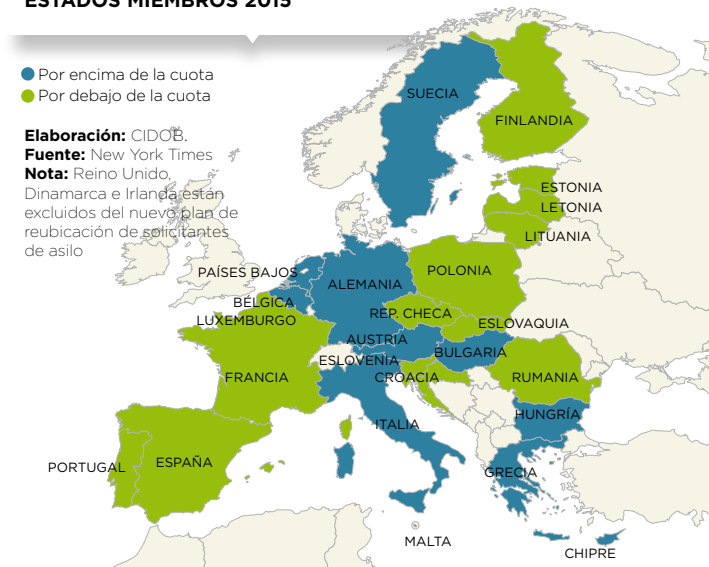 ESTADOS MIEMBROS 2015
Por encima de la cuota
Por debajo de la cuota
Elaboración: CIDOB.
Fuente: New York Times
Nota: Reino Unido,
Dinamarca e Irlanda están
excluidos del nuevo plan de
reubicación de solicitantes
de asilo
SUECIA
FINLANDIA
ESTONIA
LETONIA
LITUANIA
PAÍSES BAJOS
POLONIA
ALEMANIA
BÉLGICA
REP. CHECA
LUXEMBURGO
ESLOVAQUIA
AUSTRIA
BULGARIA
ESLOVENIA
FRANCIA
CROACIA
RUMANIA
HUNGRÍA
ITALIA
PORTUGAL
ESPAÑA
GRECIA
MALTA
CHIPRE